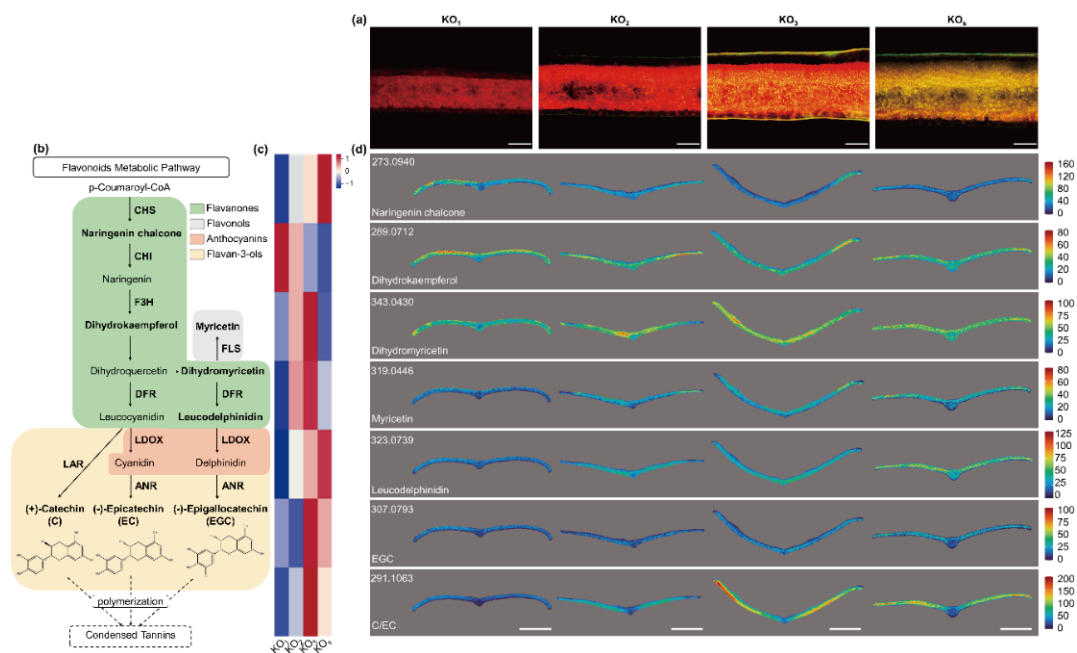 (a)
KO1
KO2
KO3
KO5
(b)
Flavonoids Metabolic Pathway
p-Coumaroyl-CoA
CHS
Naringenin chalcone
CHI
Naringenin
F3H
Dihydrokaempferol
Myricetin
FLS
Dihydroquercetin
Dihydromyricetin
DFR
DFR
Leucocyanidin
Leucodelphinidin
LDOX
LDOX
LAR
Cyanidin
Delphinidin
ANR
ANR
(+)-Catechin
(C)
(-)-Epicatechin
(EC)
(-)-Epigallocatechin
(EGC)
polymerization
Condensed Tannins
Flavanones
Flavonols
Anthocyanins
Flavan-3-ols
(c)
1
0
-1
KO
KO
KO
KO
(d)
273.0940
Naringenin chalcone
160
120
80
40
0
289.0712
Dihydrokaempferol
80
60
40
20
0
343.0430
Dihydromyricetin
100
75
50
25
0
319.0446
Myricetin
80
60
40
20
0
323.0739
Leucodelphinidin
125
100
75
50
25
0
307.0793
EGC
100
75
50
25
0
291.1063
C/EC
200
150
100
50
0